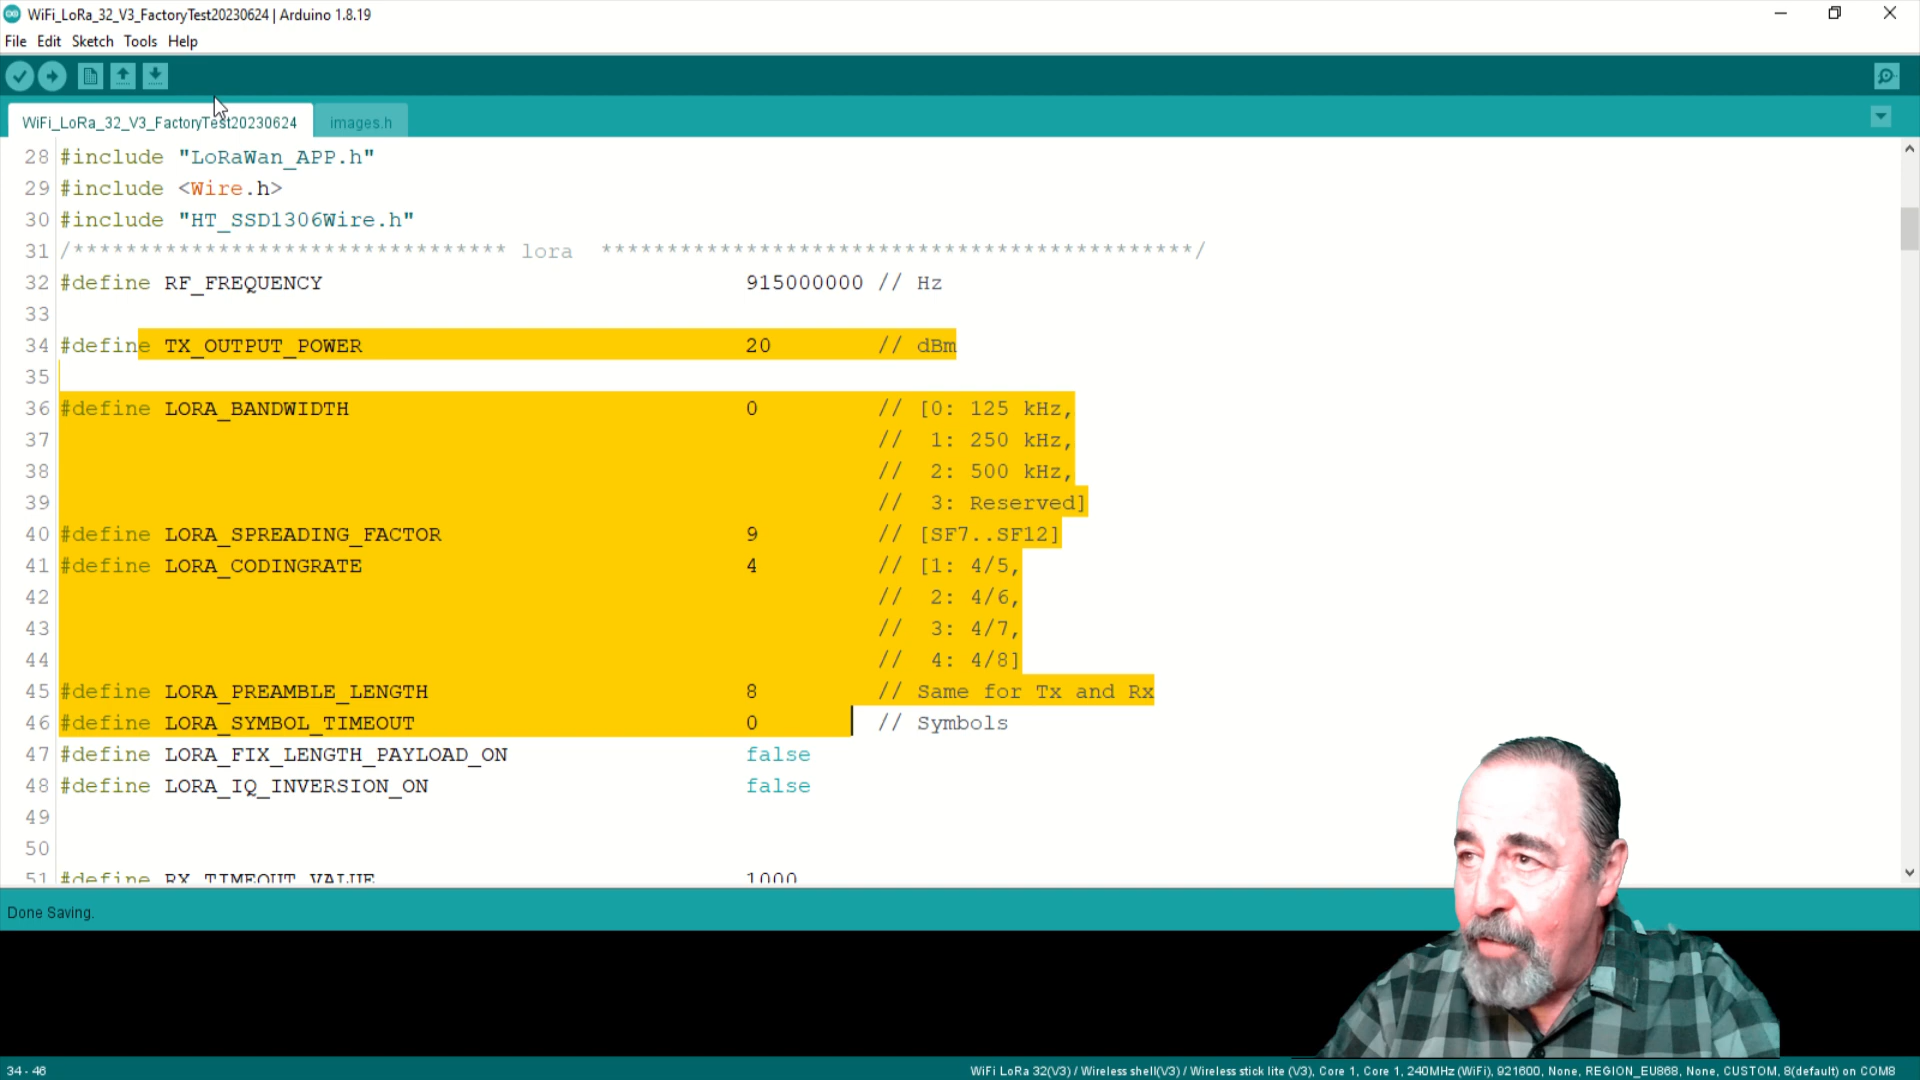 WiFi_LoRa_32_V3_FactoryTest20230624 | Arduino 1.8.19
File Edit Sketch Tools Help
WiFi_LoRa_32_V3_FactoryTest20230624 images.h
28 #include "LoRaWan_APP.h"
29 #include <Wire.h>
30 #include "HT_SSD1306Wire.h"
31 /********************************* lora *********************************************/
32 #define RF_FREQUENCY 915000000 // Hz
33
34 #define TX_OUTPUT_POWER 20 // dBm
35
36 #define LORA_BANDWIDTH 0 // [0: 125 kHz,
37 // 1: 250 kHz,
38 // 2: 500 kHz,
39 // 3: Reserved]
40 #define LORA_SPREADING_FACTOR 9 // [SF7..SF12]
41 #define LORA_CODINGRATE 4 // [1: 4/5,
42 // 2: 4/6,
43 // 3: 4/7,
44 // 4: 4/8]
45 #define LORA_PREAMBLE_LENGTH 8 // Same for Tx and Rx
46 #define LORA_SYMBOL_TIMEOUT 0 // Symbols
47 #define LORA_FIX_LENGTH_PAYLOAD_ON false
48 #define LORA_IQ_INVERSION_ON false
49
50
51 #define RX_TIMEOUT_VALUE 1000
Done Saving.
34 - 46 WiFi LoRa 32(V3) / Wireless shell(V3) / Wireless stick lite (V3), Core 1, Core 1, 240MHz (WiFi), 921600, None, REGION_EU868, None, CUSTOM, 8(default) on COM8